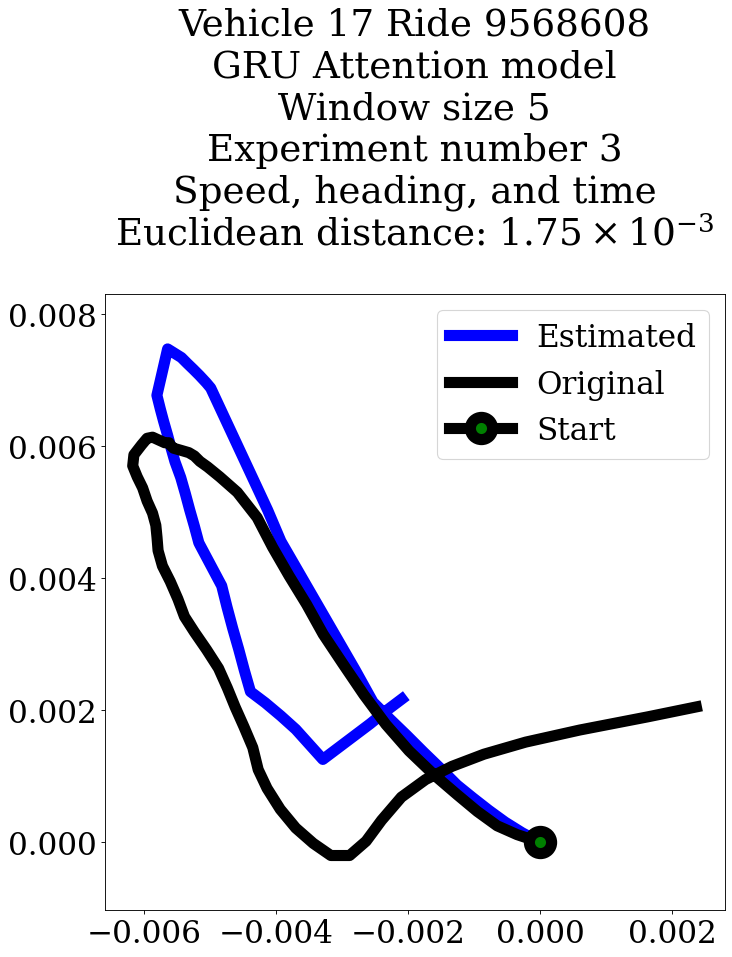 Vehicle 17 Ride 9568608
GRU Attention model
Window size 5
Experiment number 3
Speed, heading, and time
Euclidean distance: 1.75 × 10⁻³
0.008
0.006
0.004
0.002
0.000
Estimated
Original
Start
−0.006 −0.004 −0.002 0.000 0.002